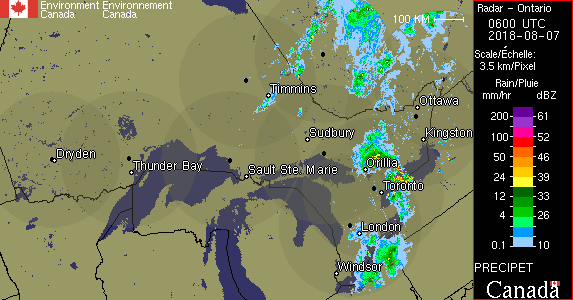 Environment Environnement
Canada Canada
100 KM
Timmins
Ottawa
Sudbury
Kingston
Dryden
Thunder Bay
Sault Ste. Marie
Orillia
Toronto
London
Windsor
Radar - Ontario
0600 UTC
2018-08-07
Scale/Échelle:
3.5 km/Pixel
Rain/Pluie
mm/hr dBZ
200 61
100 52
50 46
24 39
12 33
4 26
0.1 10
PRECIPET
Canada